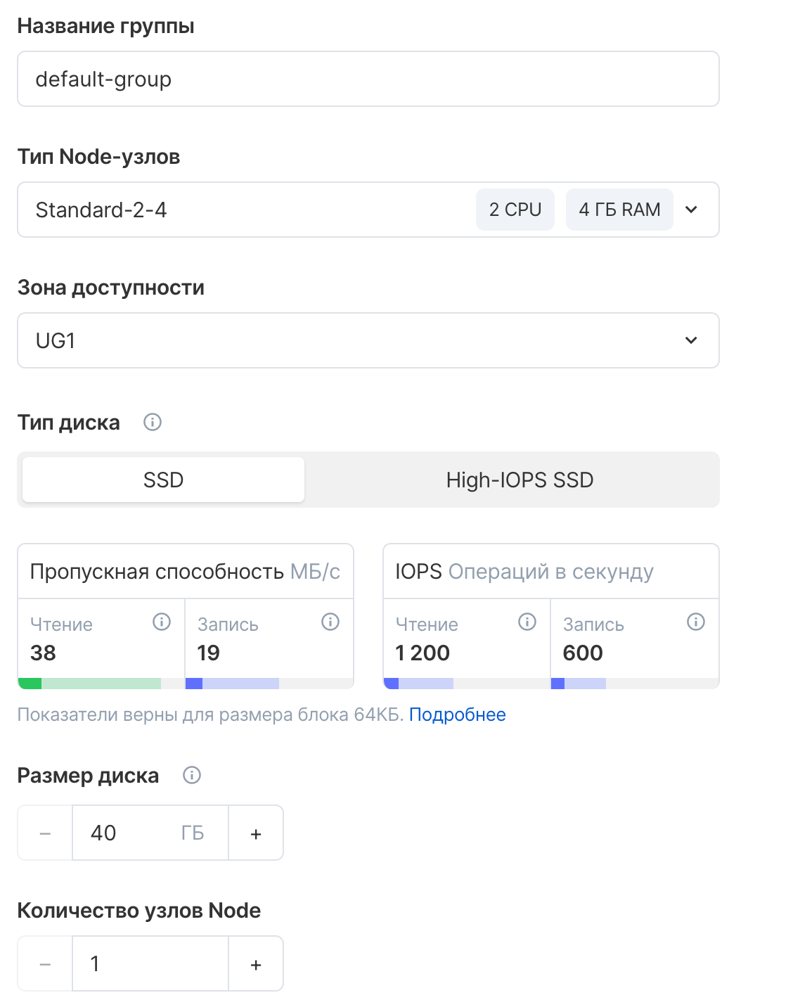 Название группы
default-group
Тип Node-узлов
Standard-2-4 2 CPU 4 ГБ RAM
Зона доступности
UG1
Тип диска
SSD High-IOPS SSD
Пропускная способность МБ/с
Чтение Запись
38 19
IOPS Операций в секунду
Чтение Запись
1 200 600
Показатели верны для размера блока 64КБ. Подробнее
Размер диска
− 40 ГБ +
Количество узлов Node
− 1 +